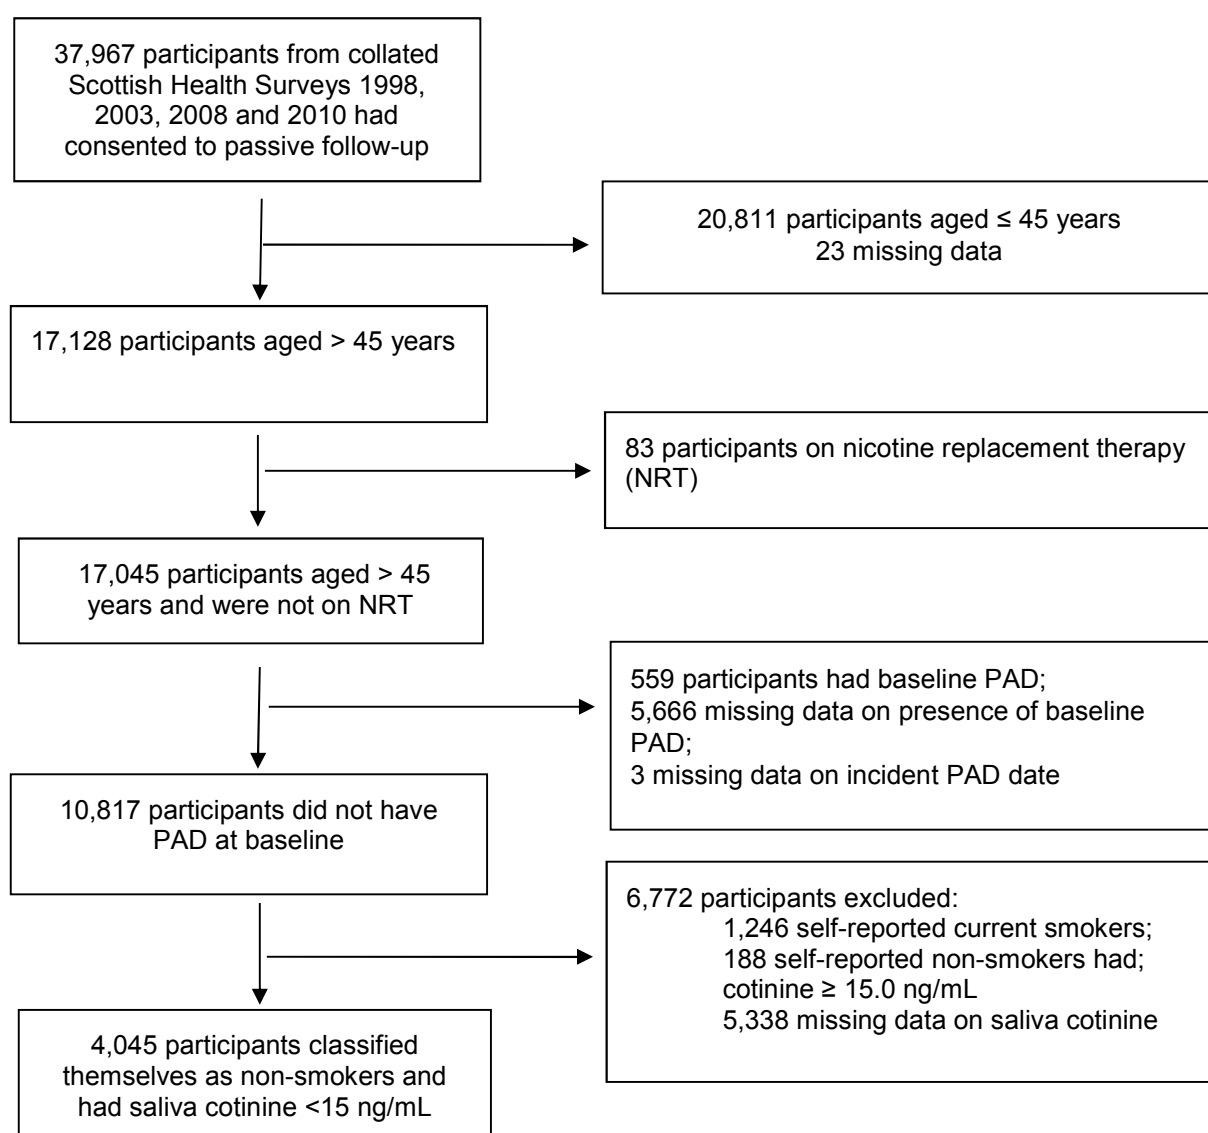 37,967 participants from collated
Scottish Health Surveys 1998,
2003, 2008 and 2010 had
consented to passive follow-up
20,811 participants aged ≤ 45 years
23 missing data
17,128 participants aged > 45 years
83 participants on nicotine replacement therapy
(NRT)
17,045 participants aged > 45
years and were not on NRT
559 participants had baseline PAD;
5,666 missing data on presence of baseline
PAD;
3 missing data on incident PAD date
10,817 participants did not have
PAD at baseline
6,772 participants excluded:
1,246 self-reported current smokers;
188 self-reported non-smokers had;
cotinine ≥ 15.0 ng/mL
5,338 missing data on saliva cotinine
4,045 participants classified
themselves as non-smokers and
had saliva cotinine <15 ng/mL